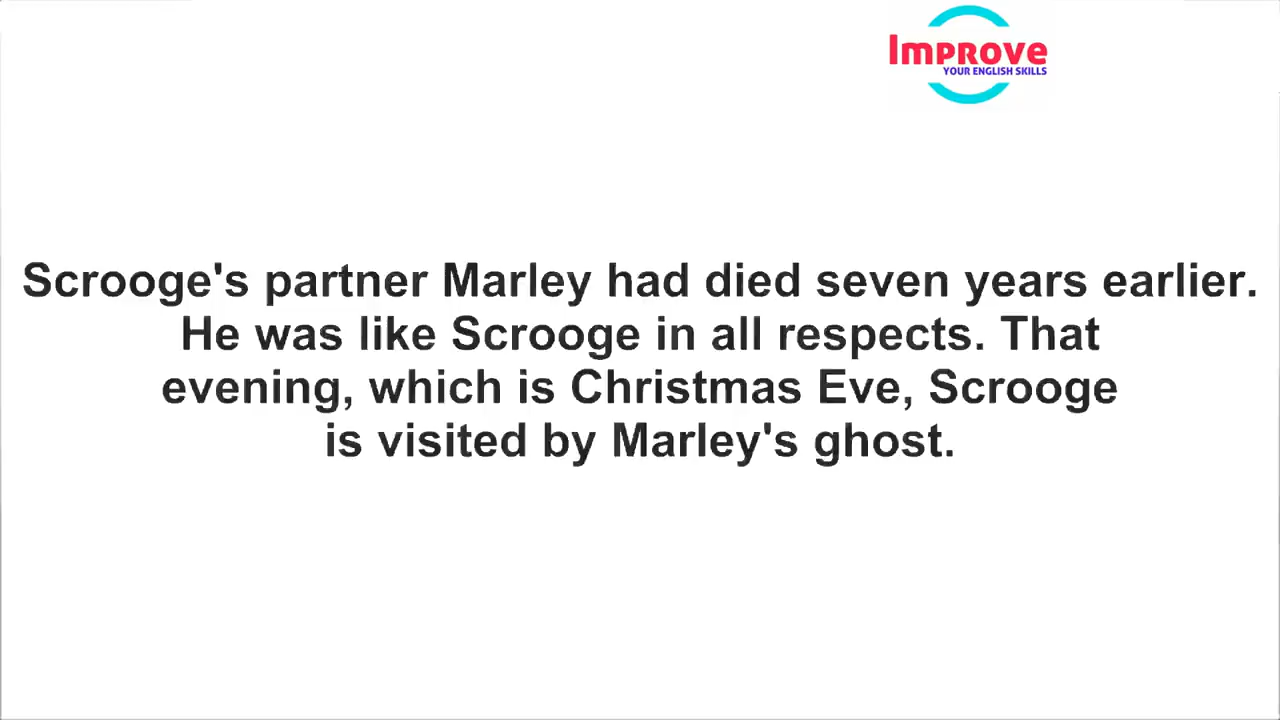 Improve
YOUR ENGLISH SKILLS
Scrooge's partner Marley had died seven years earlier.
He was like Scrooge in all respects. That
evening, which is Christmas Eve, Scrooge
is visited by Marley's ghost.